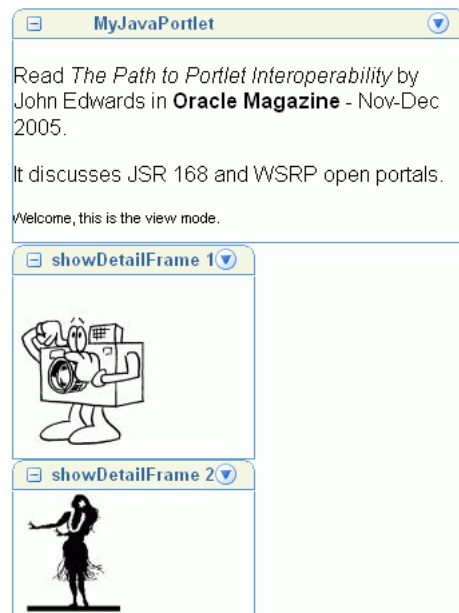 MyJavaPortlet
Read The Path to Portlet Interoperability by
John Edwards in Oracle Magazine - Nov-Dec
2005.
It discusses JSR 168 and WSRP open portals.
Welcome, this is the view mode.
showDetailFrame 1
showDetailFrame 2